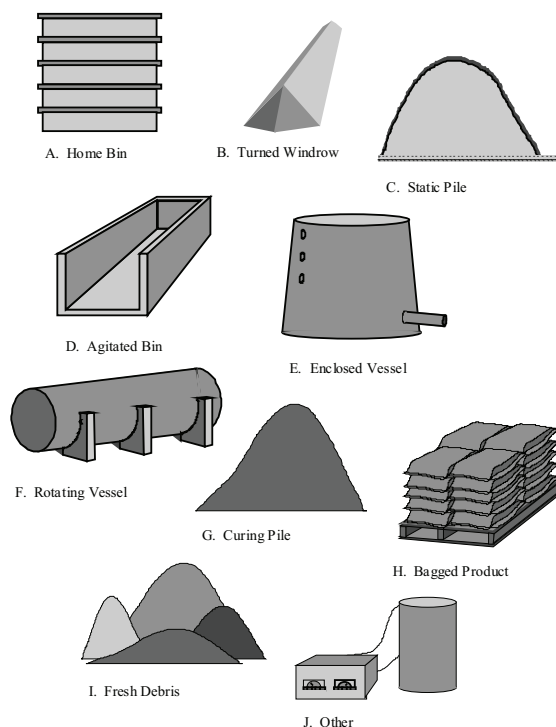 A. Home Bin
B. Turned Windrow
C. Static Pile
D. Agitated Bin
E. Enclosed Vessel
F. Rotating Vessel
G. Curing Pile
H. Bagged Product
I. Fresh Debris
J. Other